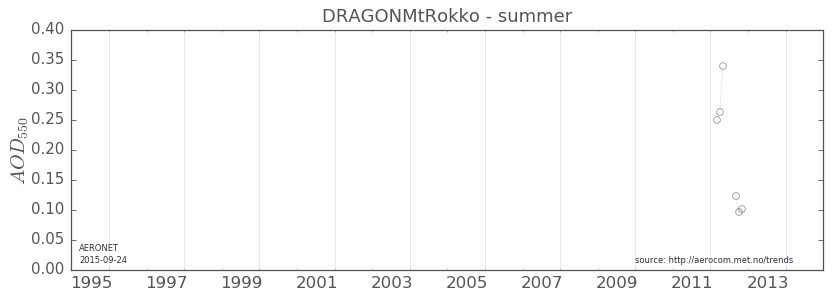 DRAGONMtRokko - summer
0.40
0.35
0.30
0.25
0.20
0.15
0.10
0.05
0.00
AOD550
AERONET
2015-09-24
source: http://aerocom.met.no/trends
1995 1997 1999 2001 2003 2005 2007 2009 2011 2013